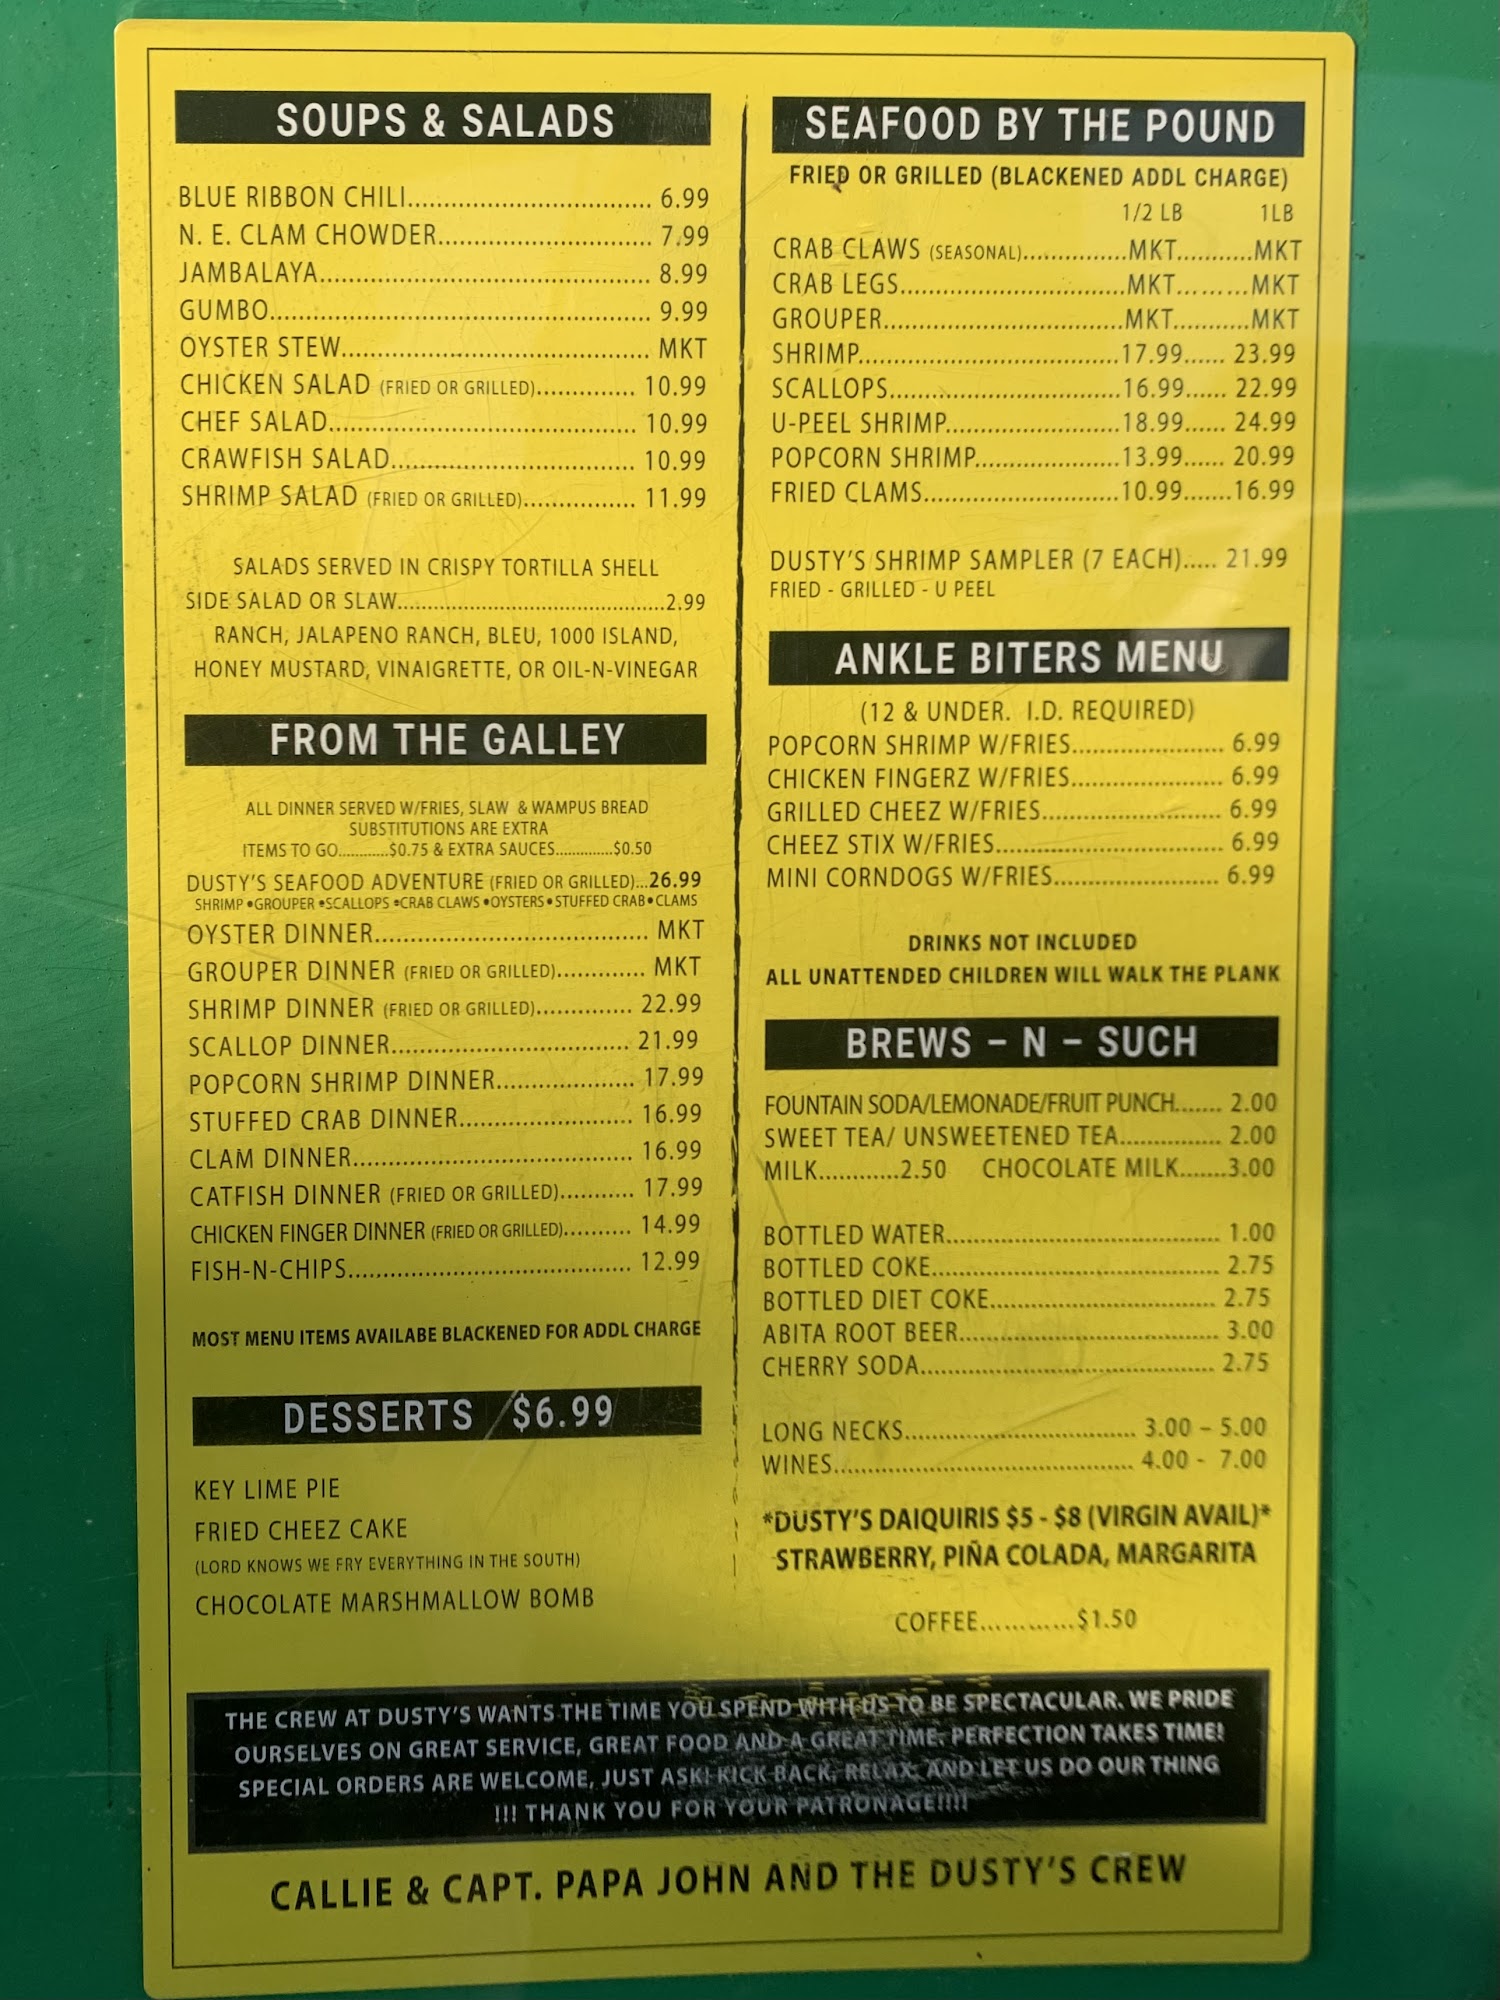 SOUPS & SALADS
BLUE RIBBON CHILI.................................. 6.99
N. E. CLAM CHOWDER.............................. 7.99
JAMBALAYA.............................................. 8.99
GUMBO..................................................... 9.99
OYSTER STEW........................................... MKT
CHICKEN SALAD (FRIED OR GRILLED).............. 10.99
CHEF SALAD........................................... 10.99
CRAWFISH SALAD.................................. 10.99
SHRIMP SALAD (FRIED OR GRILLED)................ 11.99
SALADS SERVED IN CRISPY TORTILLA SHELL
SIDE SALAD OR SLAW...........................................2.99
RANCH, JALAPENO RANCH, BLEU, 1000 ISLAND,
HONEY MUSTARD, VINAIGRETTE, OR OIL-N-VINEGAR
FROM THE GALLEY
ALL DINNER SERVED W/FRIES, SLAW & WAMPUS BREAD
SUBSTITUTIONS ARE EXTRA
ITEMS TO GO............$0.75 & EXTRA SAUCES..............$0.50
DUSTY'S SEAFOOD ADVENTURE (FRIED OR GRILLED)...26.99
SHRIMP •GROUPER •SCALLOPS •CRAB CLAWS •OYSTERS• STUFFED CRAB• CLAMS
OYSTER DINNER...................................... MKT
GROUPER DINNER (FRIED OR GRILLED)............. MKT
SHRIMP DINNER (FRIED OR GRILLED).............. 22.99
SCALLOP DINNER.................................. 21.99
POPCORN SHRIMP DINNER.................... 17.99
STUFFED CRAB DINNER......................... 16.99
CLAM DINNER........................................ 16.99
CATFISH DINNER (FRIED OR GRILLED)........... 17.99
CHICKEN FINGER DINNER (FRIED OR GRILLED).......... 14.99
FISH-N-CHIPS......................................... 12.99
MOST MENU ITEMS AVAILABE BLACKENED FOR ADDL CHARGE
DESSERTS $6.99
KEY LIME PIE
FRIED CHEEZ CAKE
(LORD KNOWS WE FRY EVERYTHING IN THE SOUTH)
CHOCOLATE MARSHMALLOW BOMB
SEAFOOD BY THE POUND
FRIED OR GRILLED (BLACKENED ADDL CHARGE)
1/2 LB 1LB
CRAB CLAWS (SEASONAL)...............MKT...........MKT
CRAB LEGS................................MKT.........MKT
GROUPER..................................MKT...........MKT
SHRIMP.....................................17.99...... 23.99
SCALLOPS.................................16.99...... 22.99
U-PEEL SHRIMP.........................18.99...... 24.99
POPCORN SHRIMP.....................13.99...... 20.99
FRIED CLAMS............................10.99.......16.99
DUSTY'S SHRIMP SAMPLER (7 EACH)..... 21.99
FRIED - GRILLED - U PEEL
ANKLE BITERS MENU
(12 & UNDER. I.D. REQUIRED)
POPCORN SHRIMP W/FRIES...................... 6.99
CHICKEN FINGERZ W/FRIES...................... 6.99
GRILLED CHEEZ W/FRIES.......................... 6.99
CHEEZ STIX W/FRIES................................. 6.99
MINI CORNDOGS W/FRIES........................ 6.99
DRINKS NOT INCLUDED
ALL UNATTENDED CHILDREN WILL WALK THE PLANK
BREWS – N – SUCH
FOUNTAIN SODA/LEMONADE/FRUIT PUNCH....... 2.00
SWEET TEA/ UNSWEETENED TEA............... 2.00
MILK............2.50 CHOCOLATE MILK.......3.00
BOTTLED WATER........................................ 1.00
BOTTLED COKE.......................................... 2.75
BOTTLED DIET COKE.................................. 2.75
ABITA ROOT BEER...................................... 3.00
CHERRY SODA........................................... 2.75
LONG NECKS.................................. 3.00 – 5.00
WINES............................................ 4.00 - 7.00
*DUSTY'S DAIQUIRIS $5 - $8 (VIRGIN AVAIL)*
STRAWBERRY, PIÑA COLADA, MARGARITA
COFFEE............$1.50
THE CREW AT DUSTY'S WANTS THE TIME YOU SPEND WITH US TO BE SPECTACULAR. WE PRIDE
OURSELVES ON GREAT SERVICE, GREAT FOOD AND A GREAT TIME. PERFECTION TAKES TIME!
SPECIAL ORDERS ARE WELCOME, JUST ASK! KICK BACK, RELAX, AND LET US DO OUR THING
!!! THANK YOU FOR YOUR PATRONAGE!!!!
CALLIE & CAPT. PAPA JOHN AND THE DUSTY'S CREW